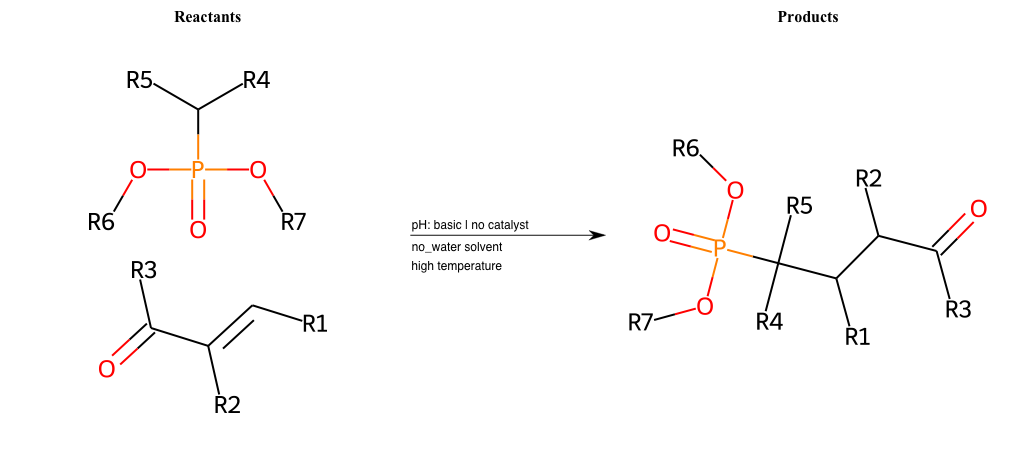 Reactants
Products
R5
R4
O
P
O
R6
O
R7
R3
O
R1
R2
pH: basic | no catalyst
no_water solvent
high temperature
R6
O
R5
R2
O
O
P
R7
O
R4
R1
R3